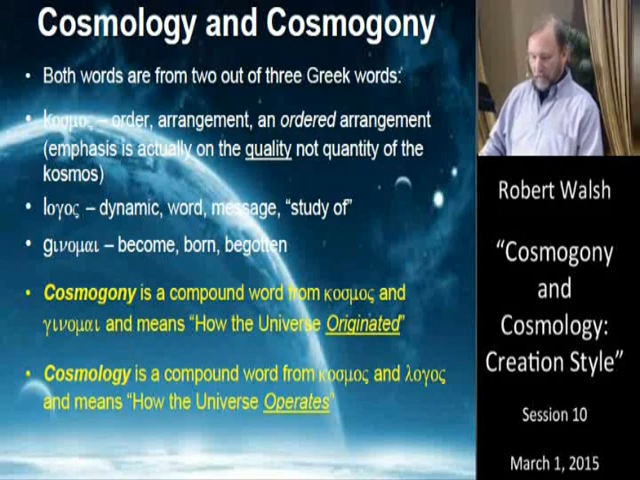 Cosmology and Cosmogony
• Both words are from two out of three Greek words:
• κοσμος – order, arrangement, an ordered arrangement
(emphasis is actually on the quality not quantity of the
kosmos)
• lογος – dynamic, word, message, “study of”
• gινομαι – become, born, begotten
• Cosmogony is a compound word from κοσμος and
γινομαι and means “How the Universe Originated”
• Cosmology is a compound word from κοσμος and λογος
and means “How the Universe Operates”
Robert Walsh
“Cosmogony
and
Cosmology:
Creation Style”
Session 10
March 1, 2015